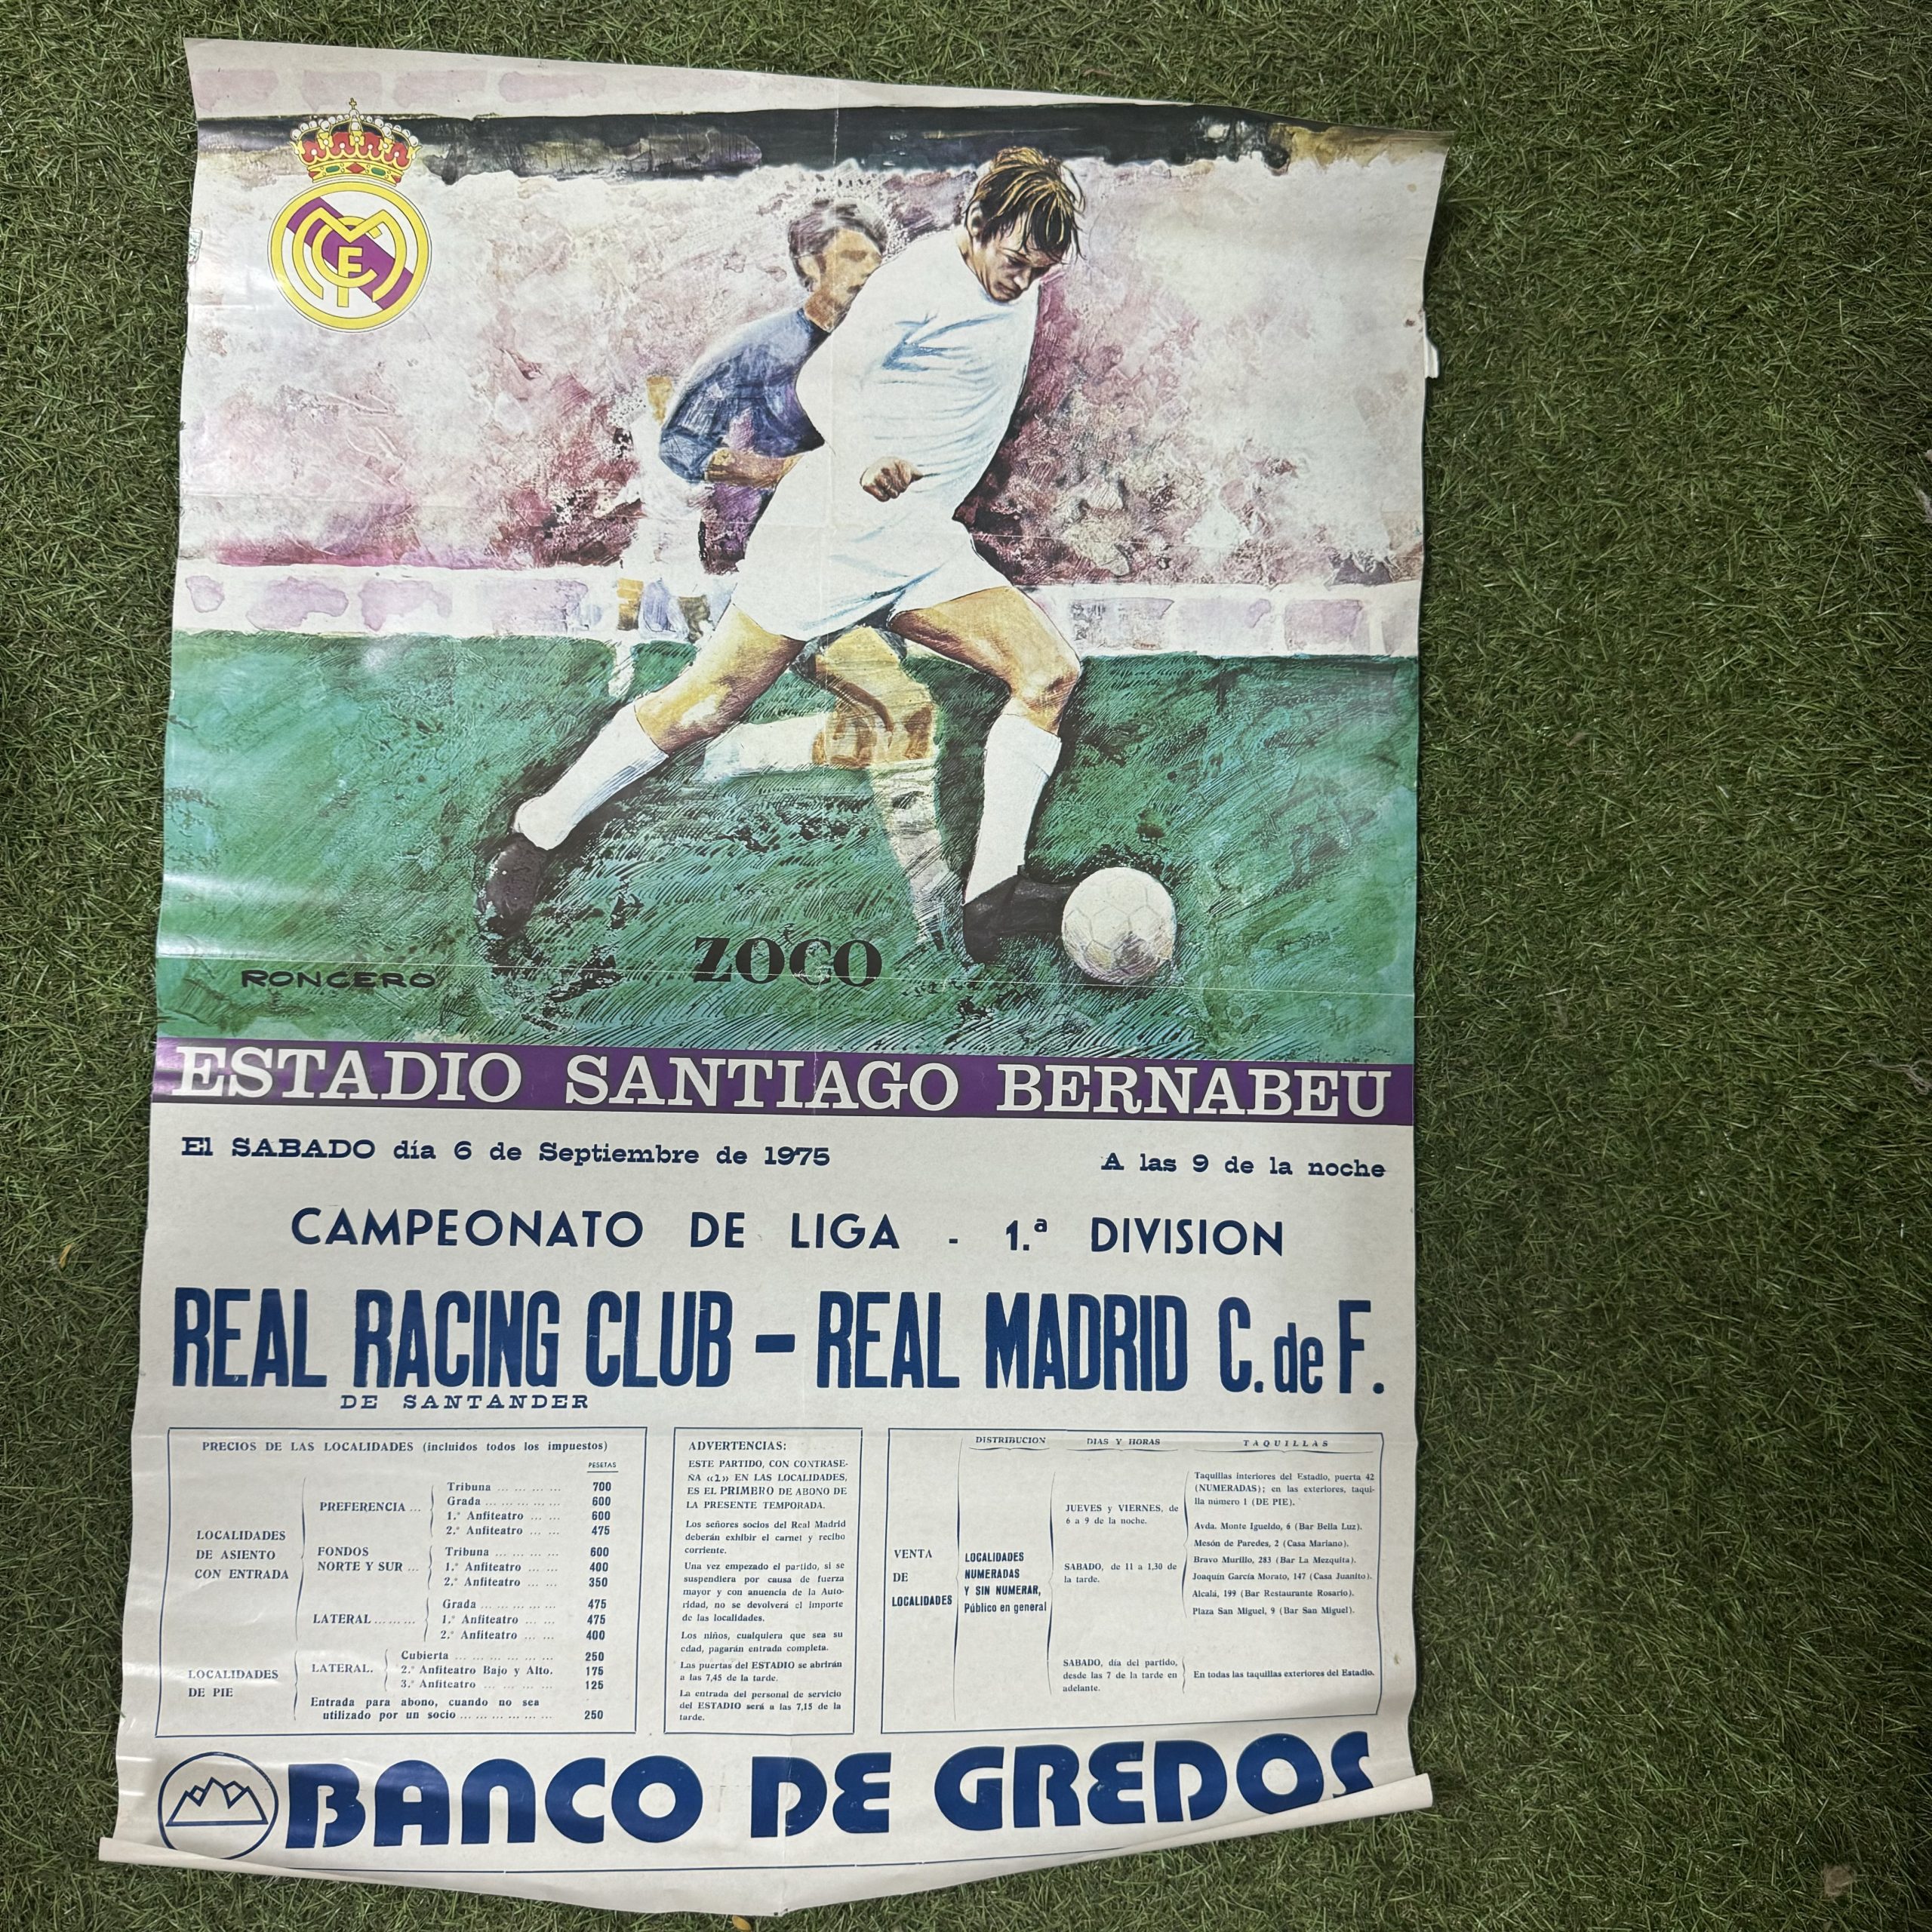 RONCERO
ZOCO
ESTADIO SANTIAGO BERNABEU
El SABADO día 6 de Septiembre de 1975
A las 9 de la noche
CAMPEONATO DE LIGA - 1.ª DIVISION
REAL RACING CLUB - REAL MADRID C. de F.
DE SANTANDER
PRECIOS DE LAS LOCALIDADES (incluidos todos los impuestos)
PESETAS
LOCALIDADES
DE ASIENTO
CON ENTRADA
PREFERENCIA ...
Tribuna ... ... ... ... 700
Grada ... ... ... ... ... 600
1.º Anfiteatro ... ... 600
2.º Anfiteatro ... ... 475
FONDOS
NORTE Y SUR ...
Tribuna ... ... ... ... 600
1.º Anfiteatro ... ... 400
2.º Anfiteatro ... ... 350
LATERAL ... ... ...
Grada ... ... ... ... ... 475
1.º Anfiteatro ... ... 475
2.º Anfiteatro ... ... 400
LOCALIDADES
DE PIE
LATERAL.
Cubierta ... ... ... ... ... ... 250
2.º Anfiteatro Bajo y Alto. 175
3.º Anfiteatro ... ... ... ... 125
Entrada para abono, cuando no sea
utilizado por un socio ... ... ... ... ... ... 250
ADVERTENCIAS:
ESTE PARTIDO, CON CONTRASE-
ÑA «1» EN LAS LOCALIDADES,
ES EL PRIMERO DE ABONO DE
LA PRESENTE TEMPORADA.
Los señores socios del Real Madrid
deberán exhibir el carnet y recibo
corriente.
Una vez empezado el partido, si se
suspendiera por causa de fuerza
mayor y con anuencia de la Auto-
ridad, no se devolverá el importe
de las localidades.
Los niños, cualquiera que sea su
edad, pagarán entrada completa.
Las puertas del ESTADIO se abrirán
a las 7,45 de la tarde.
La entrada del personal de servicio
del ESTADIO será a las 7,15 de la
tarde.
DISTRIBUCION
DIAS Y HORAS
TAQUILLAS
VENTA
DE
LOCALIDADES
LOCALIDADES
NUMERADAS
Y SIN NUMERAR,
Público en general
JUEVES y VIERNES, de
6 a 9 de la noche.
SABADO, de 11 a 1,30 de
la tarde.
Taquillas interiores del Estadio, puerta 42
(NUMERADAS); en las exteriores, taqui-
lla número 1 (DE PIE).
Avda. Monte Igueldo, 6 (Bar Bella Luz).
Mesón de Paredes, 2 (Casa Mariano).
Bravo Murillo, 283 (Bar La Mezquita).
Joaquín García Morato, 147 (Casa Juanito).
Alcalá, 199 (Bar Restaurante Rosario).
Plaza San Miguel, 9 (Bar San Miguel).
SABADO, día del partido,
desde las 7 de la tarde en
adelante.
En todas las taquillas exteriores del Estadio.
BANCO DE GREDOS